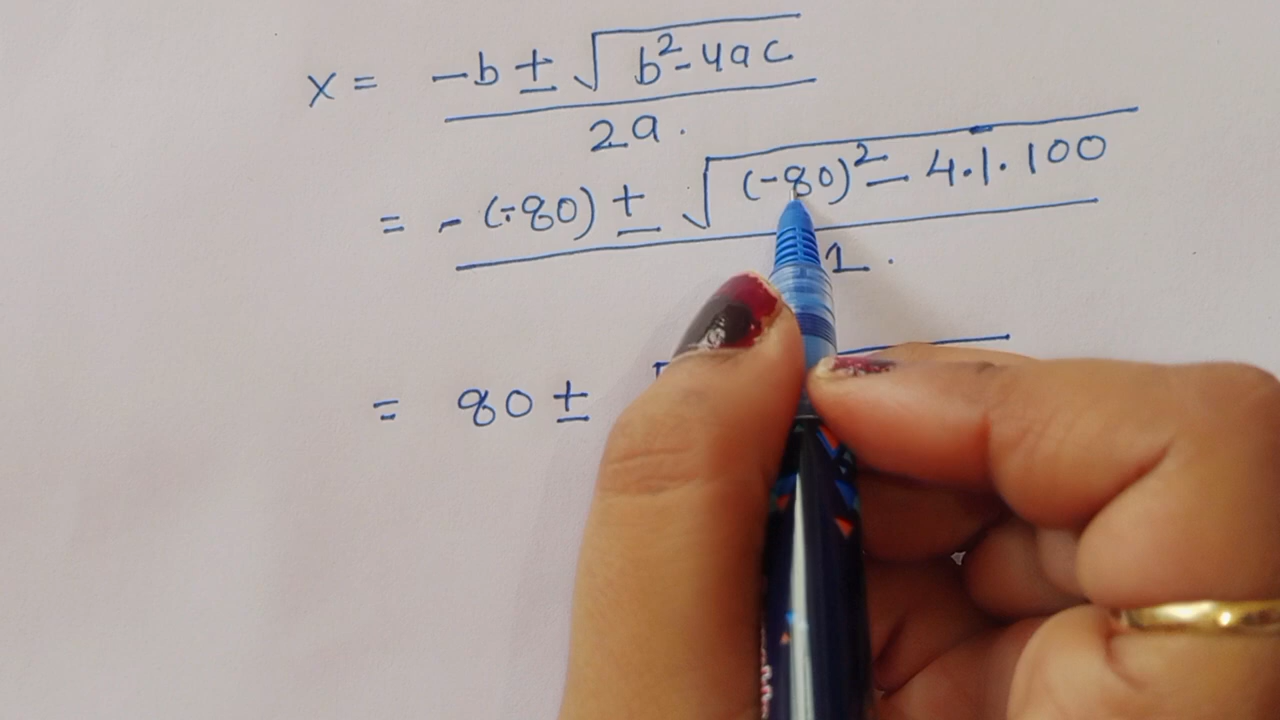 x = -b ± √b²-4ac
2a.
= -(-80) ± √(-80)² - 4.1.100
1.
= 80 ±